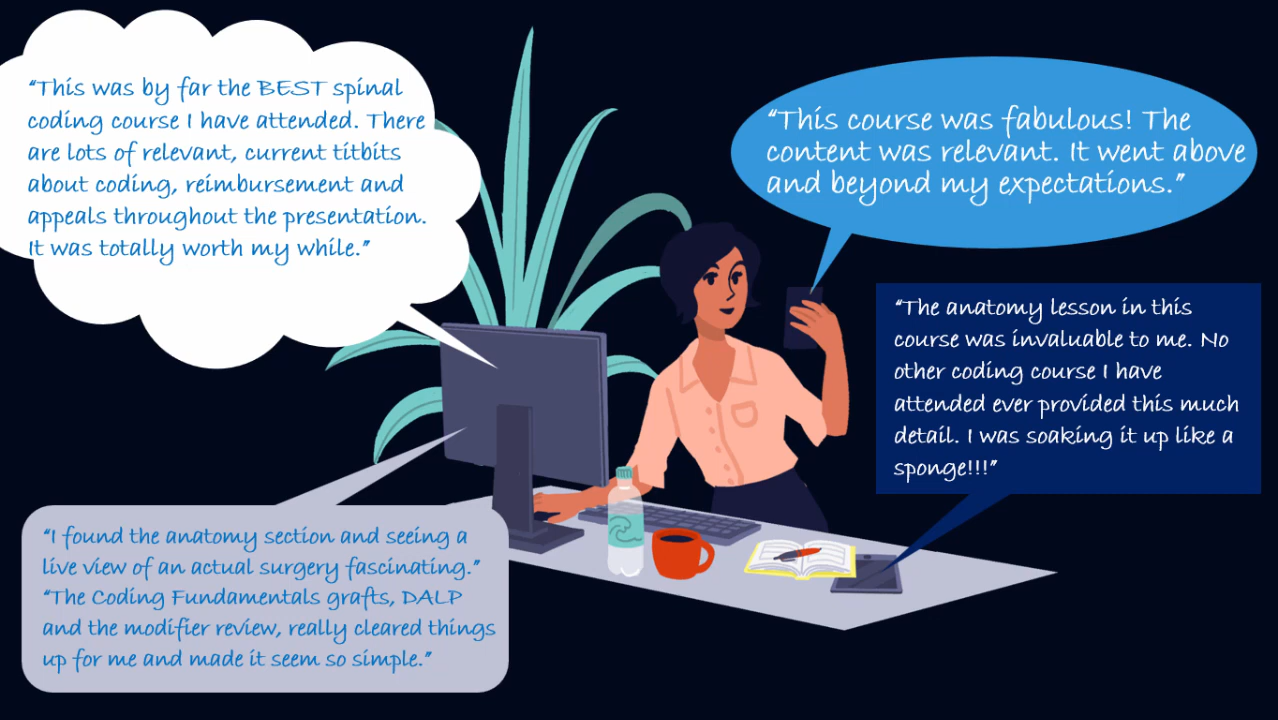 “This was by far the BEST spinal
coding course I have attended. There
are lots of relevant, current titbits
about coding, reimbursement and
appeals throughout the presentation.
It was totally worth my while.”
“This course was fabulous! The
content was relevant. It went above
and beyond my expectations.”
“The anatomy lesson in this
course was invaluable to me. No
other coding course I have
attended ever provided this much
detail. I was soaking it up like a
sponge!!!”
“I found the anatomy section and seeing a
live view of an actual surgery fascinating.”
“The Coding Fundamentals grafts, DALP
and the modifier review, really cleared things
up for me and made it seem so simple.”